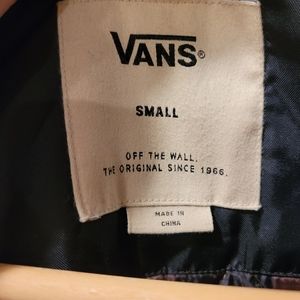 VANS®
SMALL
OFF THE WALL.
THE ORIGINAL SINCE 1966.
MADE IN
CHINA